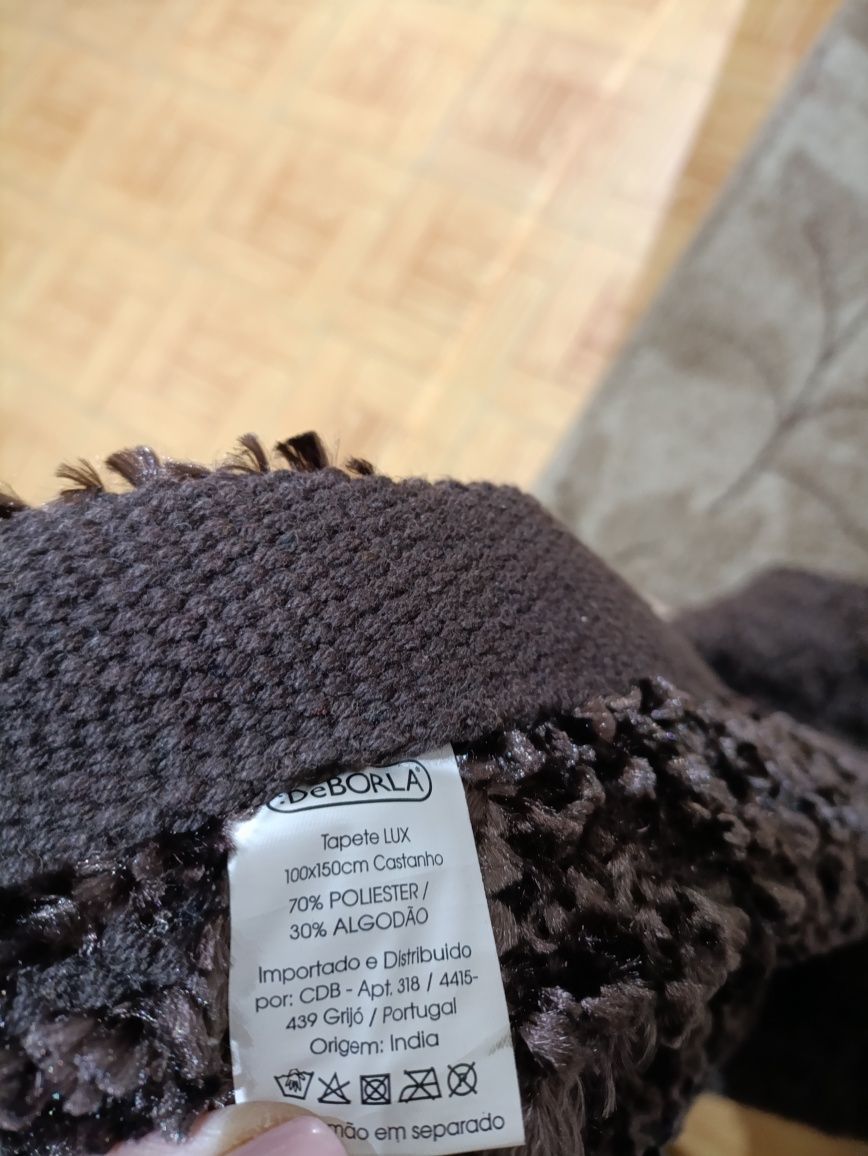 DeBORLA
Tapete LUX
100x150cm Castanho
70% POLIESTER /
30% ALGODÃO
Importado e Distribuido
por: CDB - Apt. 318 / 4415-
439 Grijó / Portugal
Origem: India
mão em separado